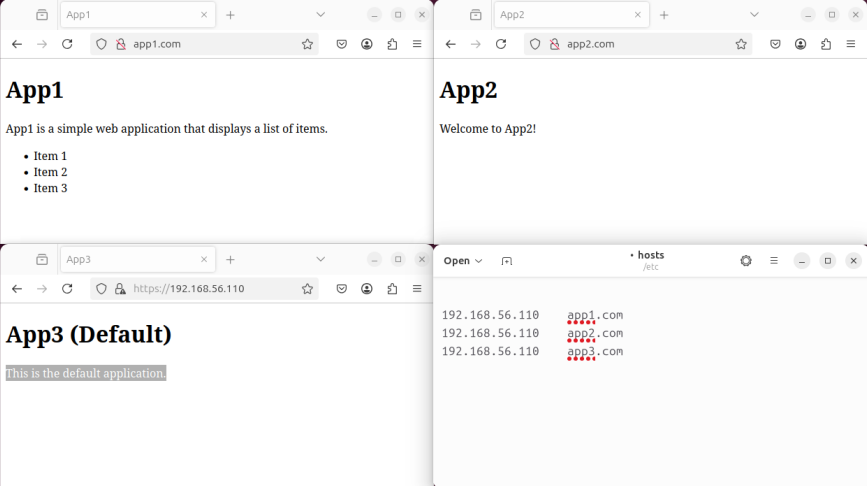 App1
app1.com
App1
App1 is a simple web application that displays a list of items.
Item 1
Item 2
Item 3
App2
app2.com
App2
Welcome to App2!
App3
https://192.168.56.110
App3 (Default)
This is the default application.
Open
• hosts
/etc
192.168.56.110 app1.com
192.168.56.110 app2.com
192.168.56.110 app3.com